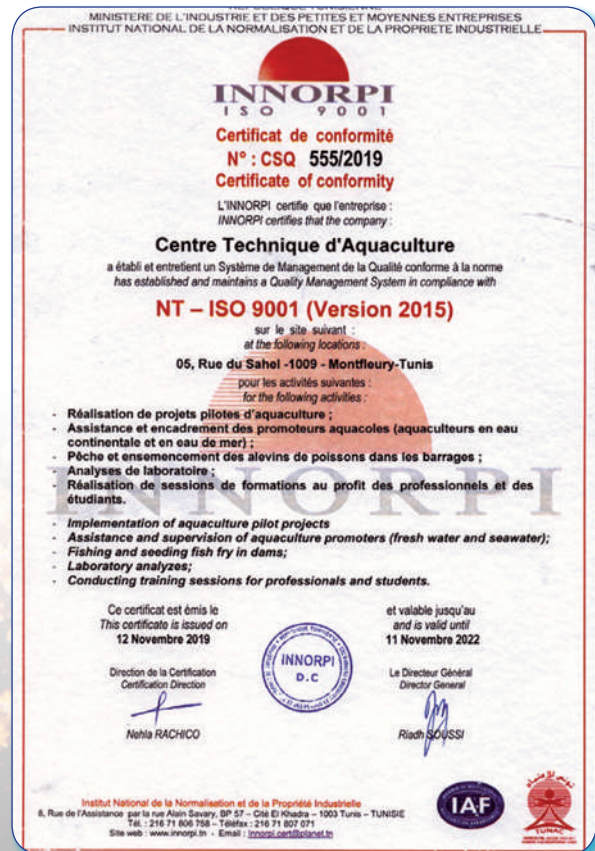 MINISTERE DE L'INDUSTRIE ET DES PETITES ET MOYENNES ENTREPRISES
INSTITUT NATIONAL DE LA NORMALISATION ET DE LA PROPRIETE INDUSTRIELLE
INNORPI
ISO 9001
Certificat de conformité
N° : CSQ 555/2019
Certificate of conformity
L'INNORPI certifie que l'entreprise :
INNORPI certifies that the company :
Centre Technique d'Aquaculture
a établi et entretient un Système de Management de la Qualité conforme à la norme
has established and maintains a Quality Management System in compliance with
NT – ISO 9001 (Version 2015)
sur le site suivant :
at the following locations :
05, Rue du Sahel -1009 - Montfleury-Tunis
pour les activités suivantes :
for the following activities :
- Réalisation de projets pilotes d'aquaculture ;
- Assistance et encadrement des promoteurs aquacoles (aquaculteurs en eau
continentale et en eau de mer) ;
- Pêche et ensemencement des alevins de poissons dans les barrages ;
- Analyses de laboratoire ;
- Réalisation de sessions de formations au profit des professionnels et des
étudiants.
INNORPI
- Implementation of aquaculture pilot projects
- Assistance and supervision of aquaculture promoters (fresh water and seawater);
- Fishing and seeding fish fry in dams;
- Laboratory analyzes;
- Conducting training sessions for professionals and students.
Ce certificat est émis le
This certificate is issued on
12 Novembre 2019
et valable jusqu'au
and is valid until
11 Novembre 2022
INNORPI
D.C
Direction de la Certification
Certification Direction
Nehla RACHICO
Le Directeur Général
Director General
Riadh SOUSSI
Institut National de la Normalisation et de la Propriété Industrielle
8, Rue de l'Assistance par la rue Alain Savary, BP 57 – Cité El Khadra – 1003 Tunis – TUNISIE
Tél. : 216 71 806 758 – Téléfax : 216 71 807 071
Site web : www.innorpi.tn - Email : innorpi.cert@planet.tn
IAF
TUNAC